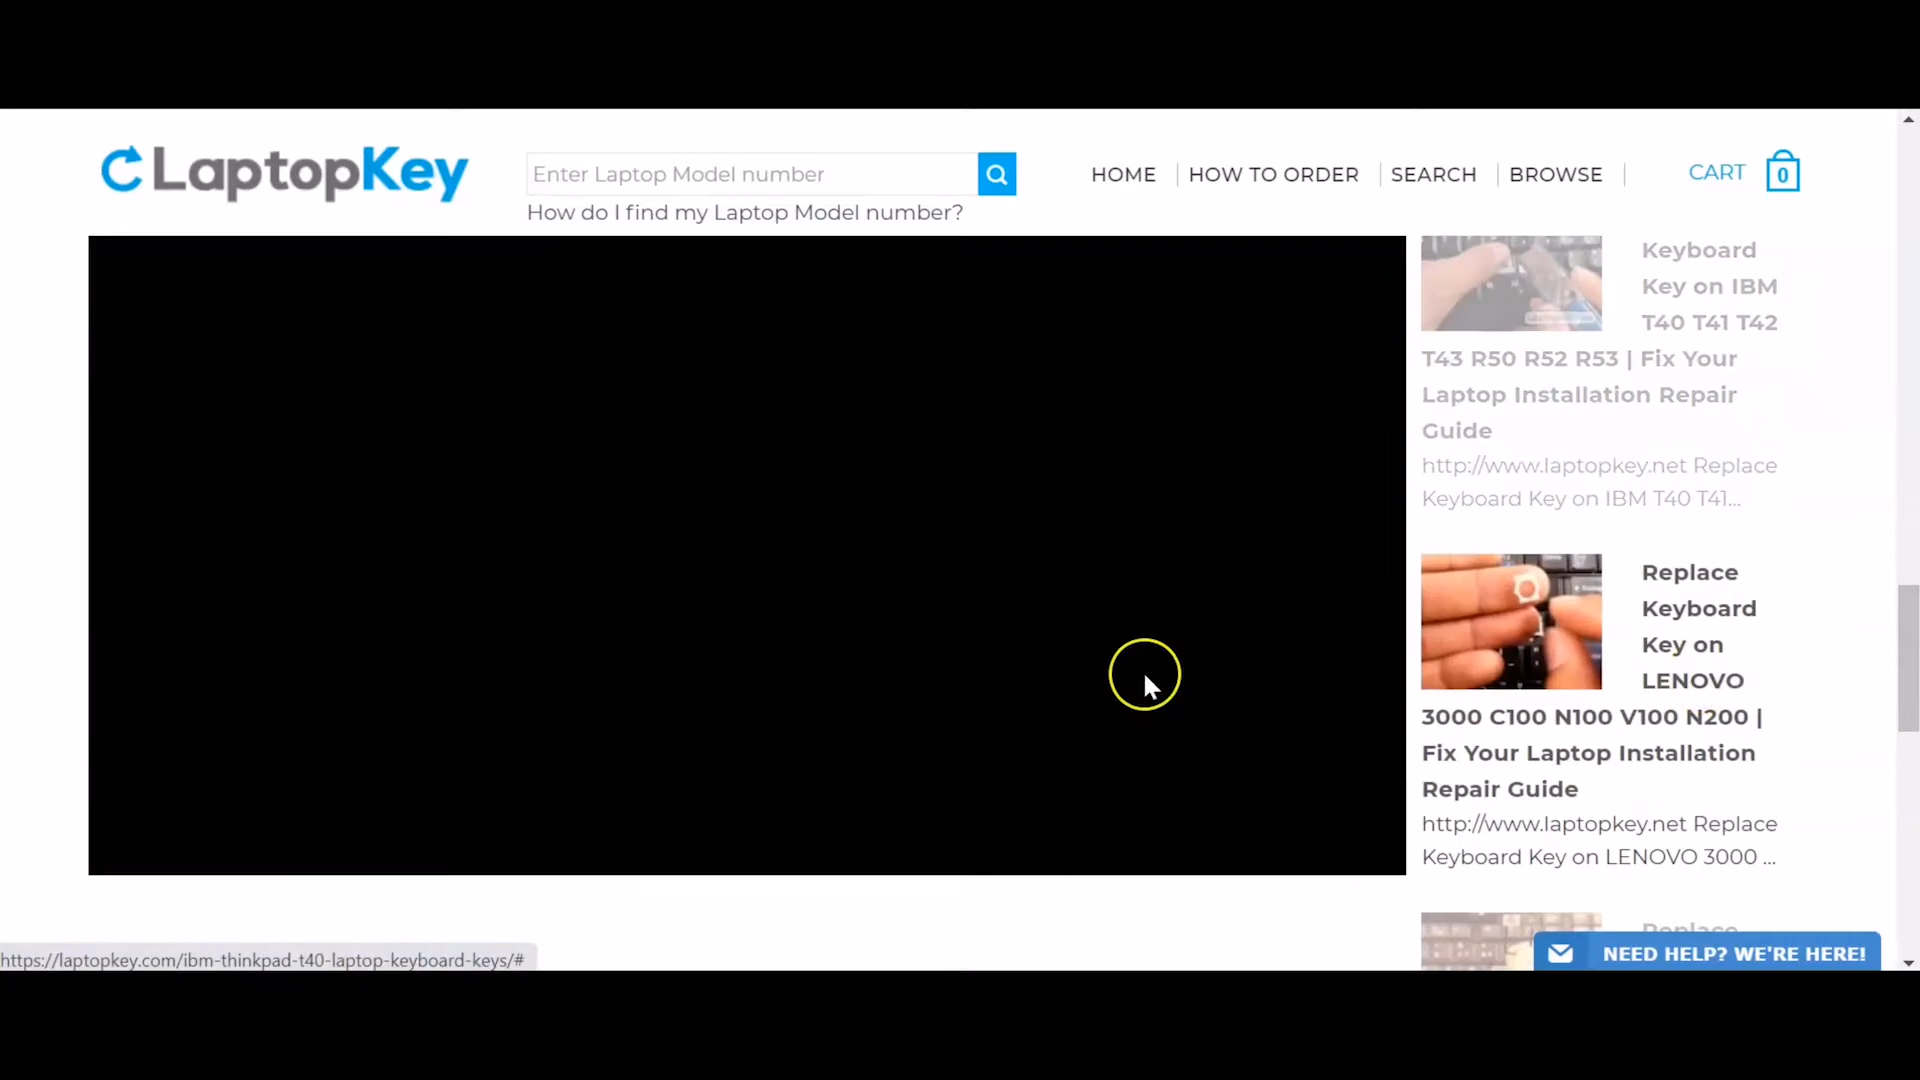 LaptopKey
Enter Laptop Model number
HOME
HOW TO ORDER
SEARCH
BROWSE
CART
0
How do I find my Laptop Model number?
Keyboard
Key on IBM
T40 T41 T42
T43 R50 R52 R53 | Fix Your
Laptop Installation Repair
Guide
http://www.laptopkey.net Replace
Keyboard Key on IBM T40 T41...
Replace
Keyboard
Key on
LENOVO
3000 C100 N100 V100 N200 |
Fix Your Laptop Installation
Repair Guide
http://www.laptopkey.net Replace
Keyboard Key on LENOVO 3000 ...
Replace
NEED HELP? WE'RE HERE!
https://laptopkey.com/ibm-thinkpad-t40-laptop-keyboard-keys/#